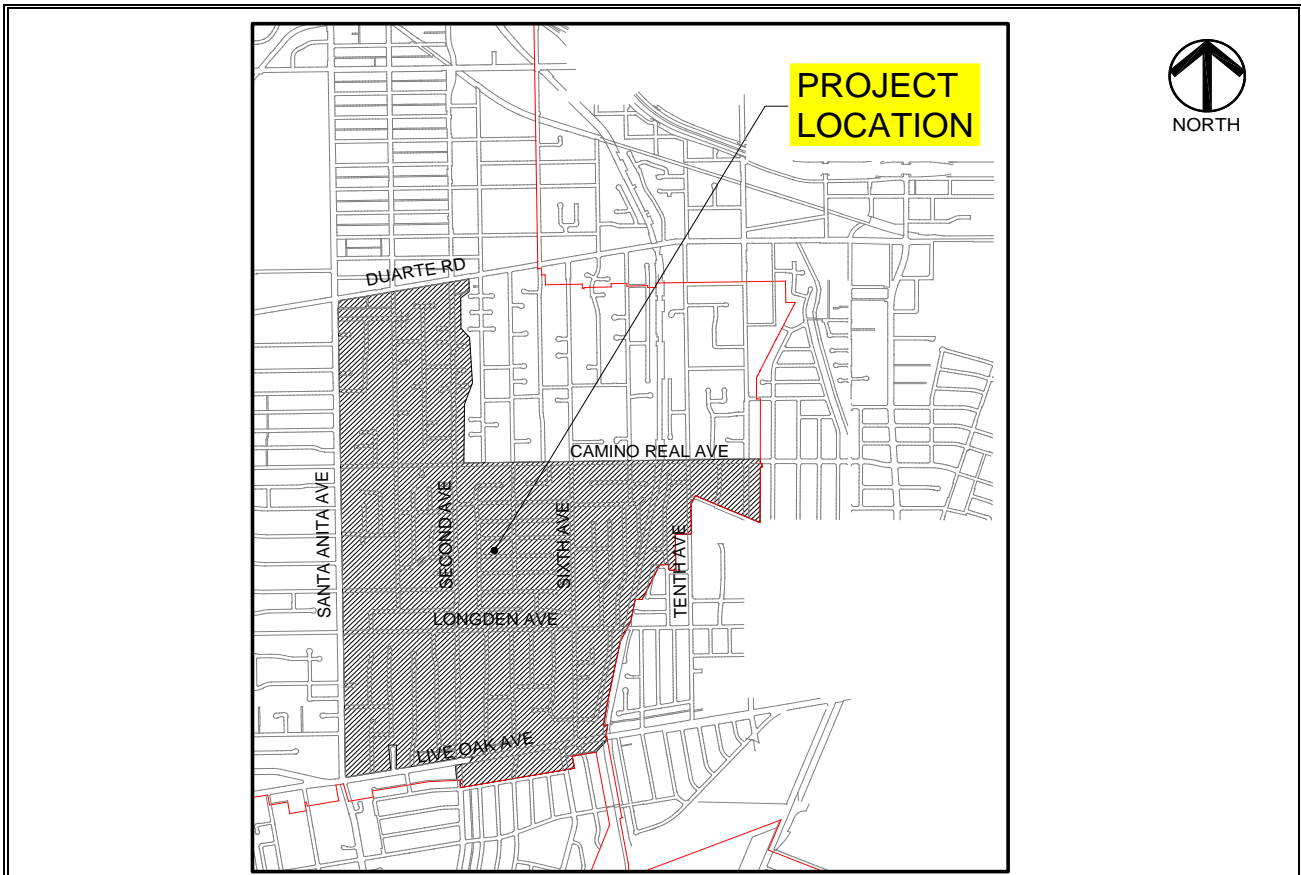 PROJECT
LOCATION
NORTH
DUARTE RD
CAMINO REAL AVE
SANTA ANITA AVE
SECOND AVE
SIXTH AVE
TENTH AVE
LONGDEN AVE
LIVE OAK AVE